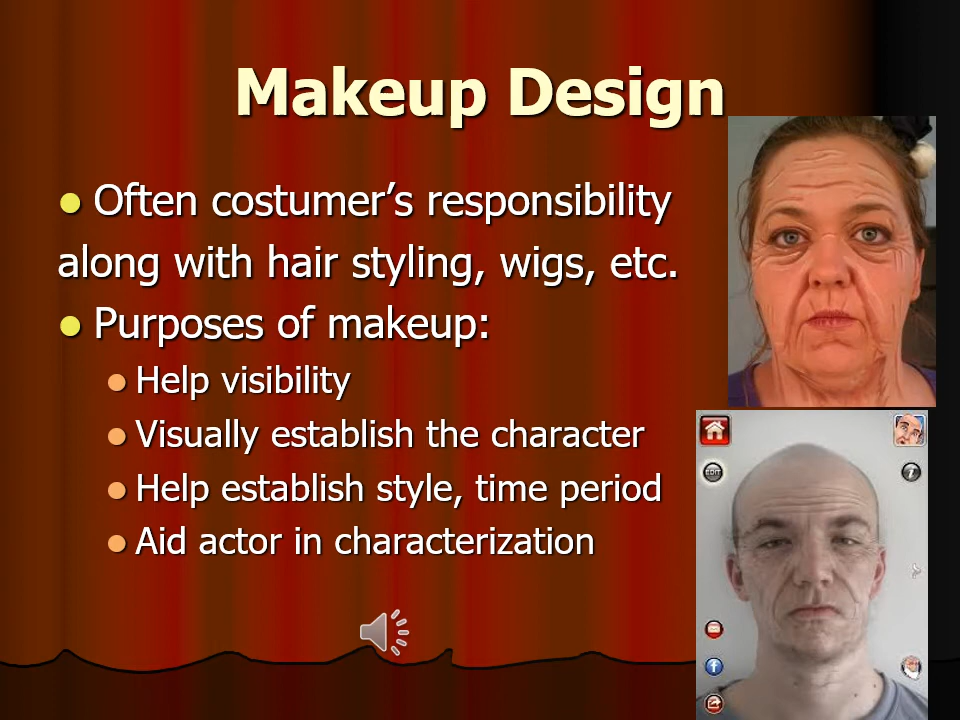 Makeup Design
Often costumer’s responsibility
along with hair styling, wigs, etc.
Purposes of makeup:
Help visibility
Visually establish the character
Help establish style, time period
Aid actor in characterization
EDIT
i
f